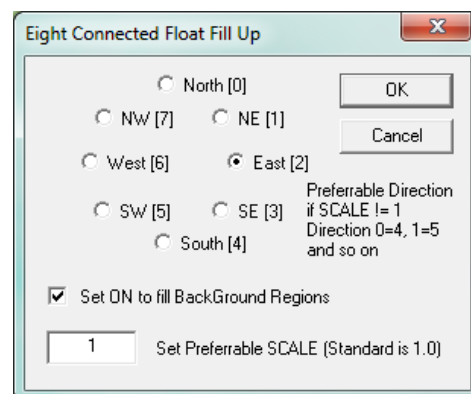 Eight Connected Float Fill Up
North [0]
OK
NW [7]
NE [1]
Cancel
West [6]
East [2]
SW [5]
SE [3]
South [4]
Preferrable Direction
if SCALE != 1
Direction 0=4, 1=5
and so on
Set ON to fill BackGround Regions
1
Set Preferrable SCALE (Standard is 1.0)